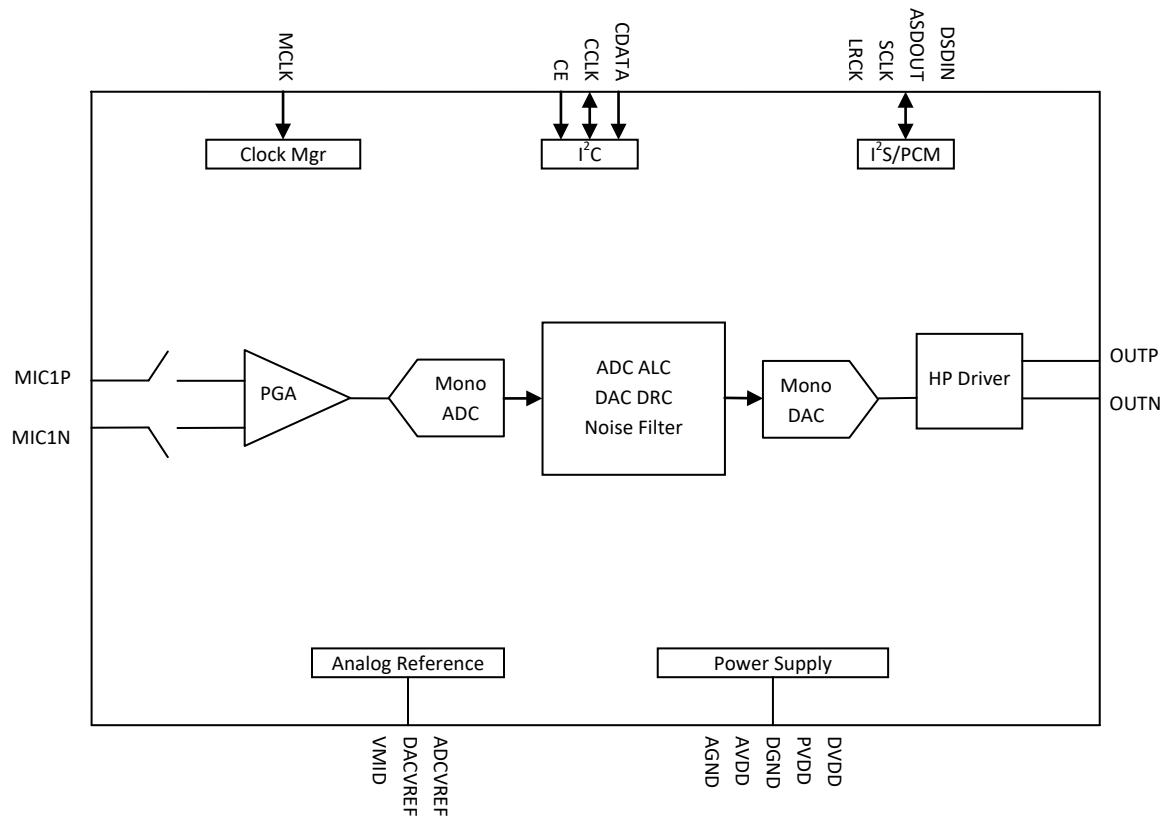 MCLK
CE
CCLK
CDATA
LRCK
SCLK
ASDOUT
DSDIN
Clock Mgr
I²C
I²S/PCM
MIC1P
MIC1N
PGA
Mono
ADC
ADC ALC
DAC DRC
Noise Filter
Mono
DAC
HP Driver
OUTP
OUTN
Analog Reference
Power Supply
VMID
DACVREF
ADCVREF
AGND
AVDD
DGND
PVDD
DVDD